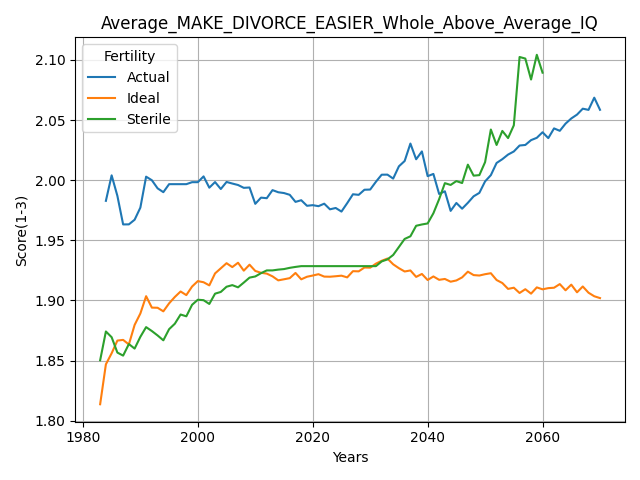 Average_MAKE_DIVORCE_EASIER_Whole_Above_Average_IQ
Fertility
Actual
Ideal
Sterile
Score(1-3)
2.10
2.05
2.00
1.95
1.90
1.85
1.80
1980 2000 2020 2040 2060
Years